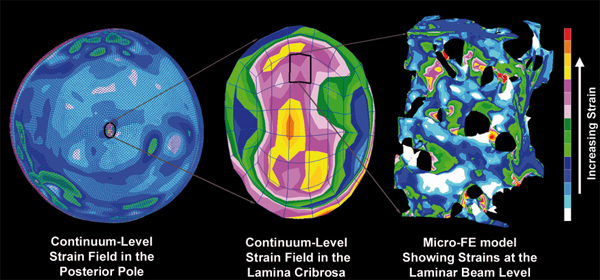 Increasing Strain
Continuum-Level
Strain Field in the
Posterior Pole
Continuum-Level
Strain Field in the
Lamina Cribrosa
Micro-FE model
Showing Strains at the
Laminar Beam Level